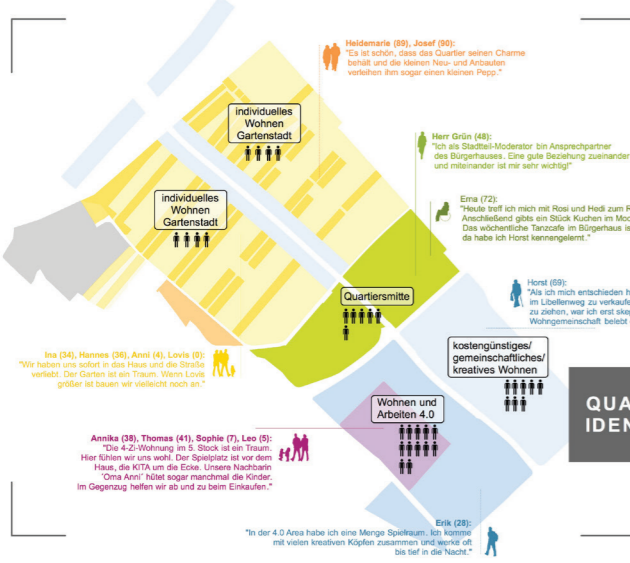 Heidemarie (89), Josef (90):
"Es ist schön, dass das Quartier seinen Charme
behält und die kleinen Neu- und Anbauten
verleihen ihm sogar einen kleinen Pepp."
individuelles
Wohnen
Gartenstadt
Herr Grün (48):
"Ich als Stadtteil-Moderator bin Ansprechpartner
des Bürgerhauses. Eine gute Beziehung zueinander
und miteinander ist mir sehr wichtig!"
individuelles
Wohnen
Gartenstadt
Erna (72):
"Heute treff ich mich mit Rosi und Hedi zum
Anschließend gibts ein Stück Kuchen im
Das wöchentliche Tanzcafe im Bürgerhaus
da habe ich Horst kennengelernt."
Quartiersmitte
Horst (69):
"Als ich mich entschieden
im Libellenweg zu
zu ziehen, war ich erst
Wohngemeinschaft belebt
kostengünstiges/
gemeinschaftliches/
kreatives Wohnen
Ina (34), Hannes (36), Anni (4), Lovis (0):
"Wir haben uns sofort in das Haus und die Straße
verliebt. Der Garten ist ein Traum. Wenn Lovis
größer ist bauen wir vielleicht noch an."
Wohnen und
Arbeiten 4.0
QUA
IDEN
Annika (38), Thomas (41), Sophie (7), Leo (5):
"Die 4-Zi-Wohnung im 5. Stock ist ein Traum.
Hier fühlen wir uns wohl. Der Spielplatz ist vor dem
Haus, die KITA um die Ecke. Unsere Nachbarin
'Oma Anni' hütet sogar manchmal die Kinder.
Im Gegenzug helfen wir ab und zu beim Einkaufen."
Erik (28):
"In der 4.0 Area habe ich eine Menge Spielraum. Ich komme
mit vielen kreativen Köpfen zusammen und werke oft
bis tief in die Nacht."